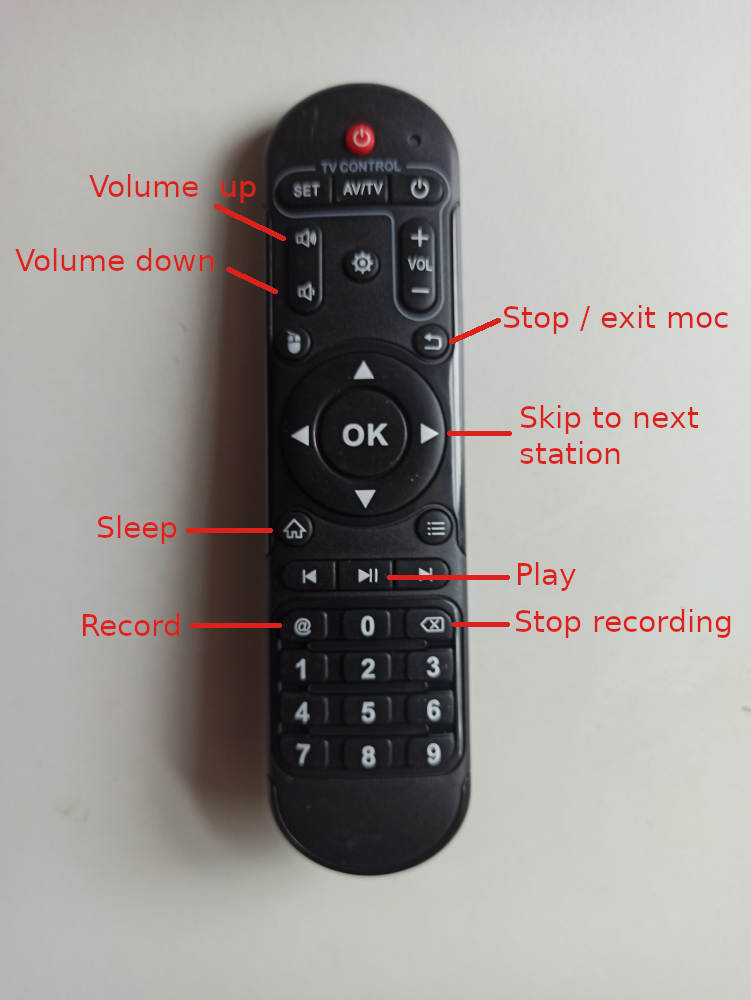 TV CONTROL
SET AV/TV
Volume up
+
VOL
-
Volume down
Stop / exit moc
OK
Skip to next
station
Sleep
Play
Record
@ 0
Stop recording
1 2 3
4 5 6
7 8 9